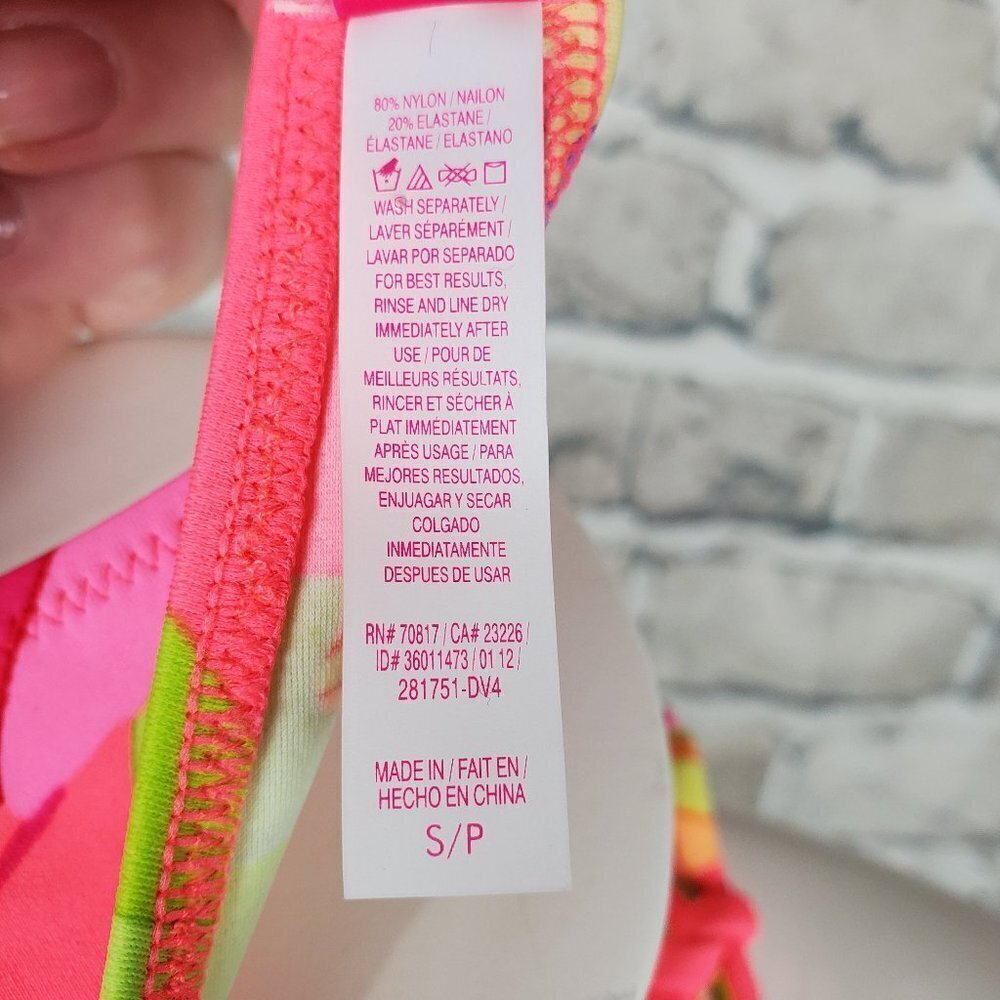 80% NYLON / NAILON
20% ELASTANE /
ÉLASTANE / ELASTANO
WASH SEPARATELY /
LAVER SÉPARÉMENT /
LAVAR POR SEPARADO
FOR BEST RESULTS,
RINSE AND LINE DRY
IMMEDIATELY AFTER
USE / POUR DE
MEILLEURS RÉSULTATS,
RINCER ET SÉCHER À
PLAT IMMÉDIATEMENT
APRÈS USAGE / PARA
MEJORES RESULTADOS,
ENJUAGAR Y SECAR
COLGADO
INMEDIATAMENTE
DESPUES DE USAR
RN# 70817 / CA# 23226 /
ID# 36011473 / 01 12 /
281751-DV4
MADE IN / FAIT EN /
HECHO EN CHINA
S/P